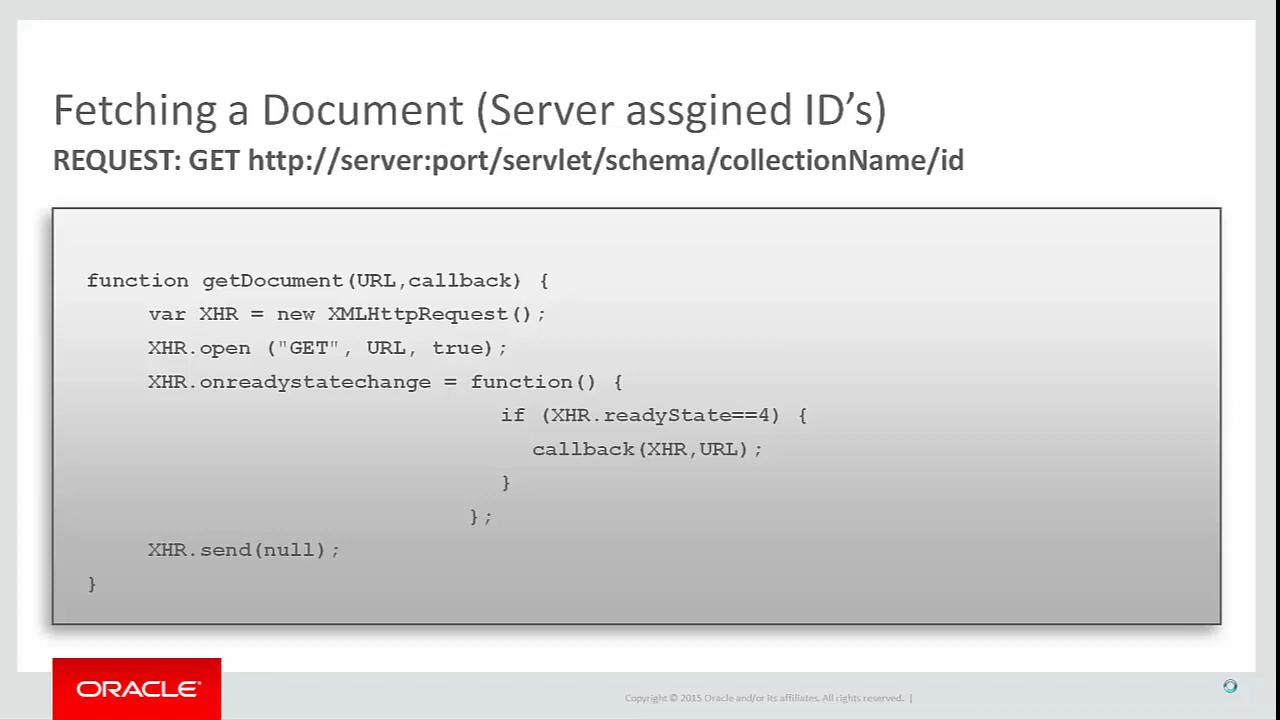 Fetching a Document (Server assgined ID's)
REQUEST: GET http://server:port/servlet/schema/collectionName/id
function getDocument(URL,callback) {
var XHR = new XMLHttpRequest();
XHR.open ("GET", URL, true);
XHR.onreadystatechange = function() {
if (XHR.readyState==4) {
callback(XHR,URL);
}
};
XHR.send(null);
}
ORACLE®
Copyright © 2015 Oracle and/or its affiliates. All rights reserved. |